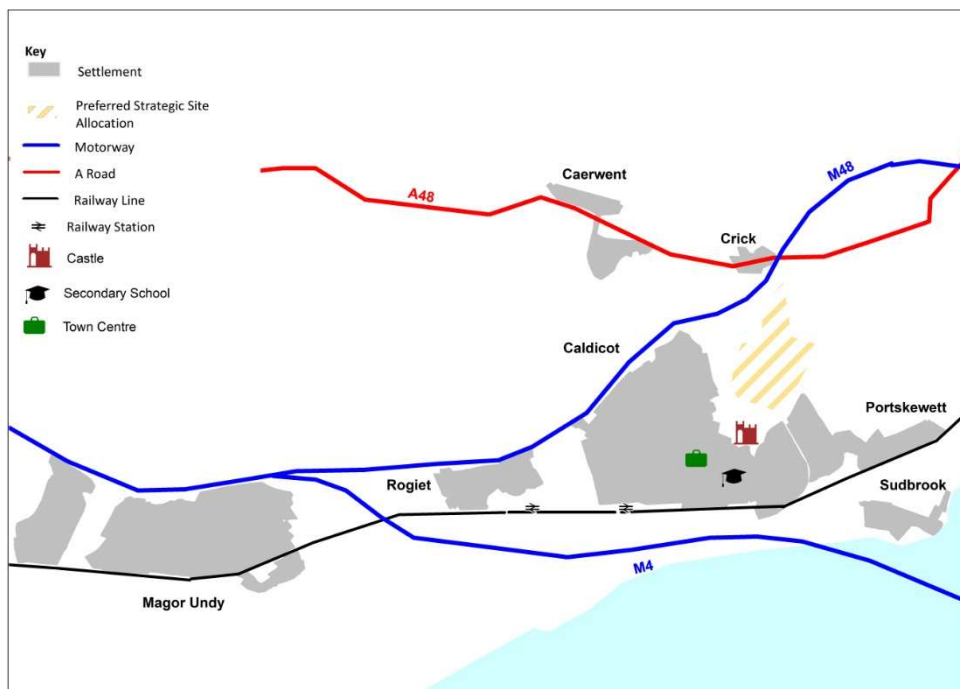 Key
Settlement
Preferred Strategic Site
Allocation
Motorway
A Road
Railway Line
Railway Station
Castle
Secondary School
Town Centre
Caerwent
M48
A48
Crick
Caldicot
Portskewett
Rogiet
Sudbrook
M4
Magor Undy